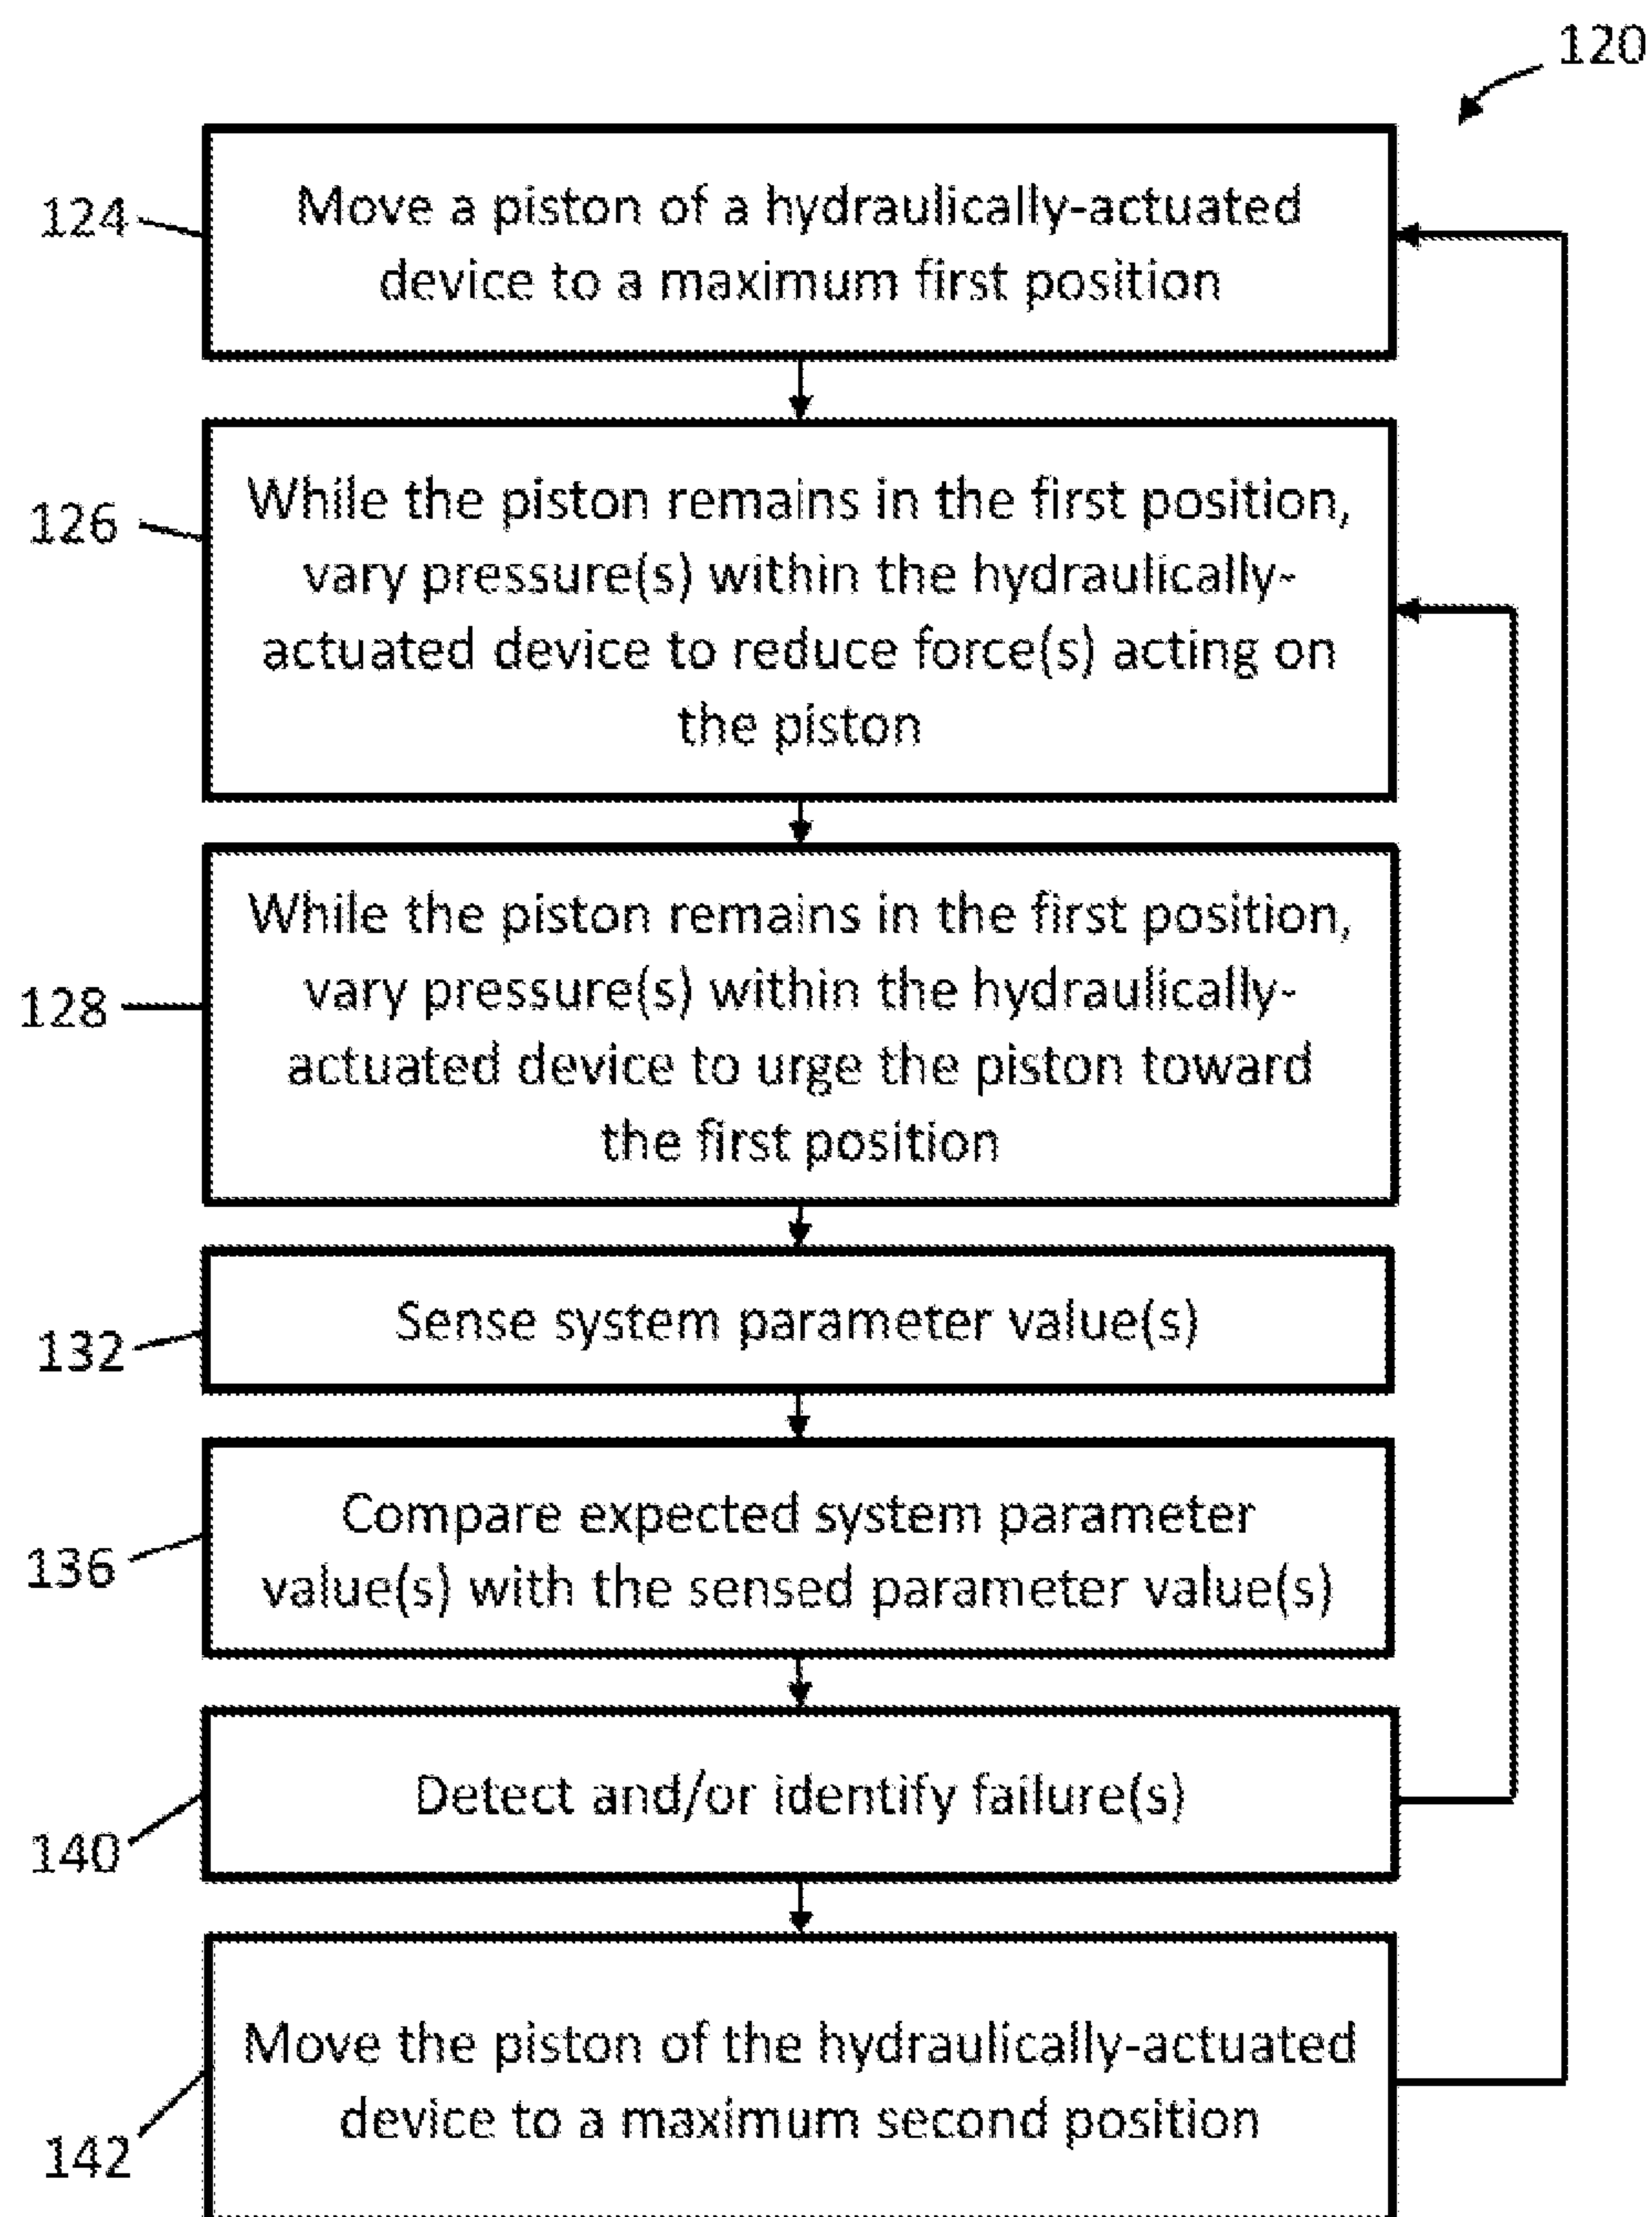 120
124
Move a piston of a hydraulically-actuated
device to a maximum first position
126
While the piston remains in the first position,
vary pressure(s) within the hydraulically-
actuated device to reduce force(s) acting on
the piston
128
While the piston remains in the first position,
vary pressure(s) within the hydraulically-
actuated device to urge the piston toward
the first position
132
Sense system parameter value(s)
136
Compare expected system parameter
value(s) with the sensed parameter value(s)
140
Detect and/or identify failure(s)
142
Move the piston of the hydraulically-actuated
device to a maximum second position